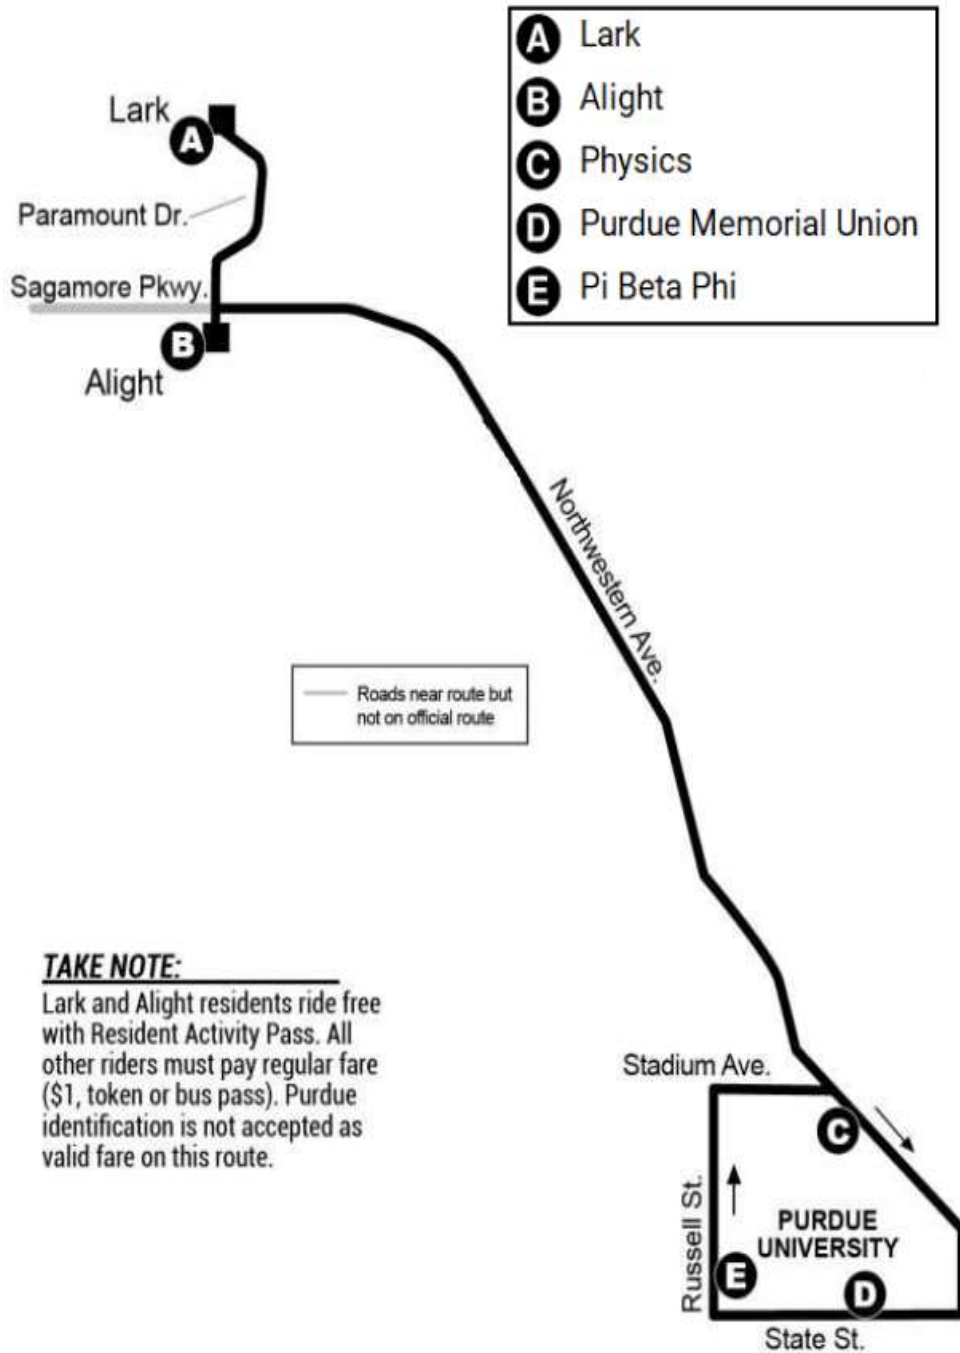 A Lark
B Alight
C Physics
D Purdue Memorial Union
E Pi Beta Phi
Lark
A
Paramount Dr.
Sagamore Pkwy.
B
Alight
Northwestern Ave.
Roads near route but
not on official route
TAKE NOTE:
Lark and Alight residents ride free
with Resident Activity Pass. All
other riders must pay regular fare
($1, token or bus pass). Purdue
identification is not accepted as
valid fare on this route.
Stadium Ave.
C
Russell St.
PURDUE
UNIVERSITY
E
D
State St.